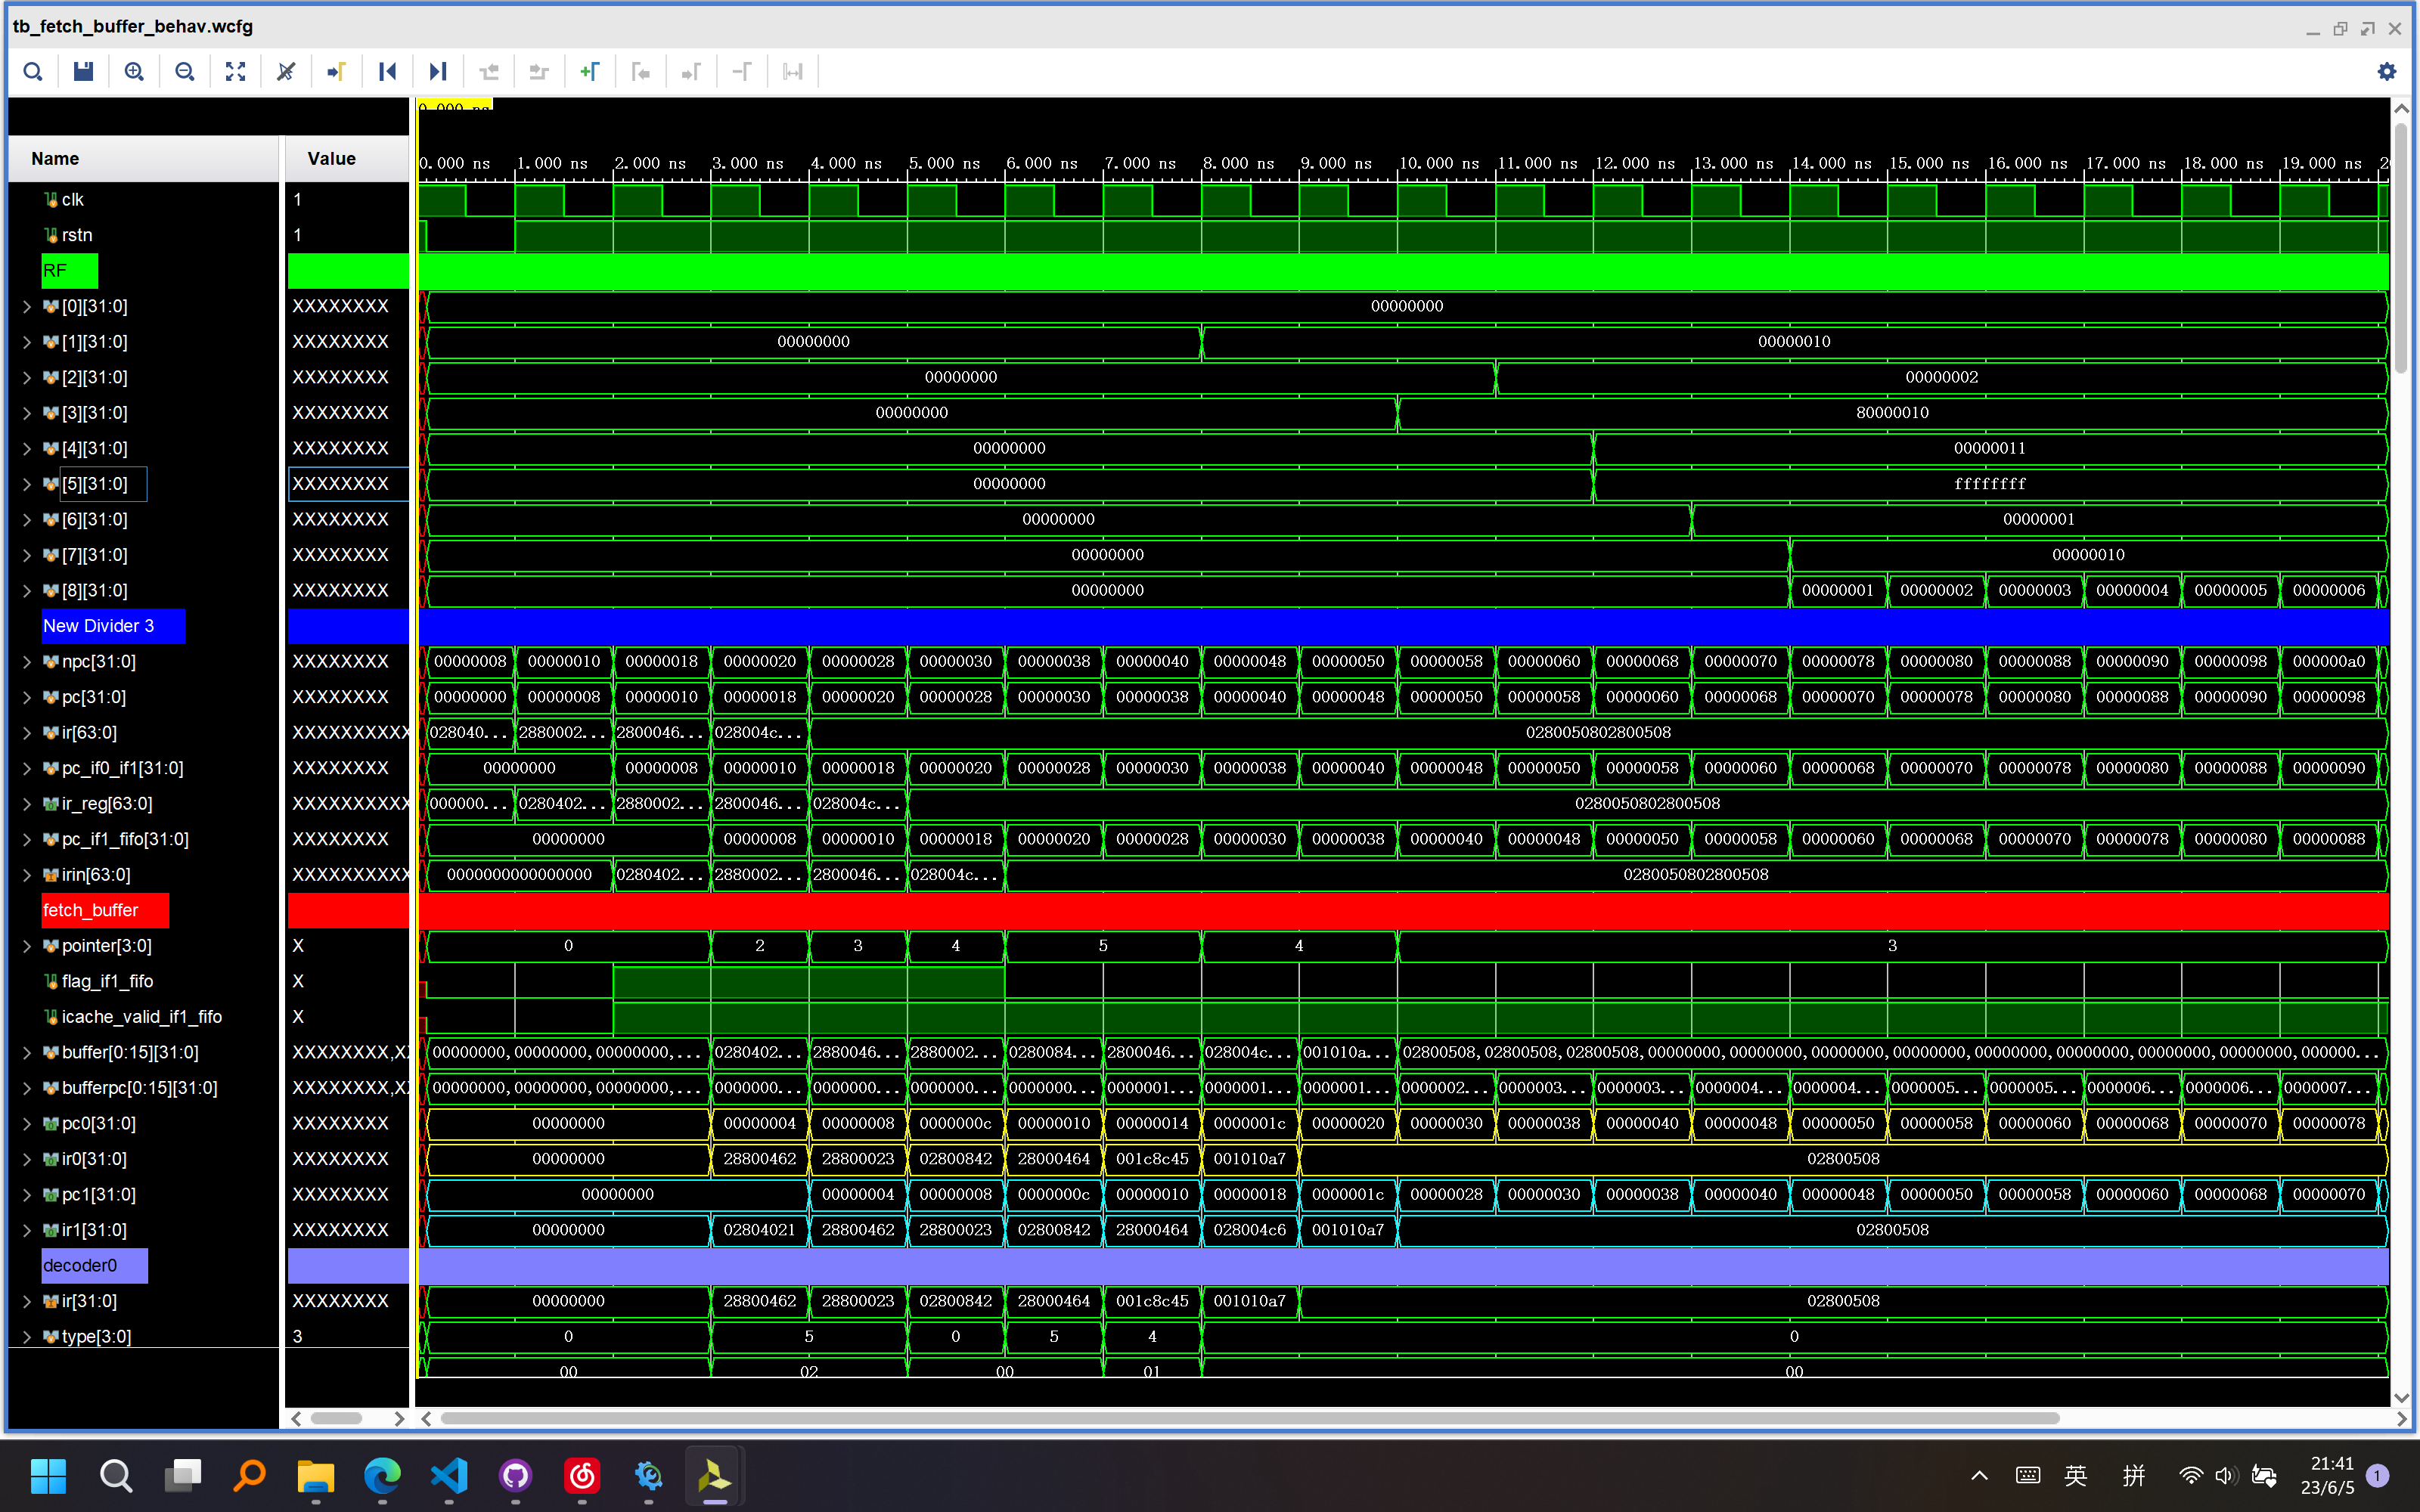 tb_fetch_buffer_behav.wcfg
0.000 ns
Name Value 0.000 ns 1.000 ns 2.000 ns 3.000 ns 4.000 ns 5.000 ns 6.000 ns 7.000 ns 8.000 ns 9.000 ns 10.000 ns 11.000 ns 12.000 ns 13.000 ns 14.000 ns 15.000 ns 16.000 ns 17.000 ns 18.000 ns 19.000 ns
clk 1
rstn 1
RF
[0][31:0] XXXXXXXX 00000000
[1][31:0] XXXXXXXX 00000000 00000010
[2][31:0] XXXXXXXX 00000000 00000002
[3][31:0] XXXXXXXX 00000000 80000010
[4][31:0] XXXXXXXX 00000000 00000011
[5][31:0] XXXXXXXX 00000000 ffffffff
[6][31:0] XXXXXXXX 00000000 00000001
[7][31:0] XXXXXXXX 00000000 00000010
[8][31:0] XXXXXXXX 00000000 00000001 00000002 00000003 00000004 00000005 00000006
New Divider 3
npc[31:0] XXXXXXXX 00000008 00000010 00000018 00000020 00000028 00000030 00000038 00000040 00000048 00000050 00000058 00000060 00000068 00000070 00000078 00000080 00000088 00000090 00000098 000000a0
pc[31:0] XXXXXXXX 00000000 00000008 00000010 00000018 00000020 00000028 00000030 00000038 00000040 00000048 00000050 00000058 00000060 00000068 00000070 00000078 00000080 00000088 00000090 00000098
ir[63:0] XXXXXXXXXX 028040... 2880002... 2800046... 028004c... 0280050802800508
pc_if0_if1[31:0] XXXXXXXX 00000000 00000008 00000010 00000018 00000020 00000028 00000030 00000038 00000040 00000048 00000050 00000058 00000060 00000068 00000070 00000078 00000080 00000088 00000090
ir_reg[63:0] XXXXXXXXXX 000000... 0280402... 2880002... 2800046... 028004c... 0280050802800508
pc_if1_fifo[31:0] XXXXXXXX 00000000 00000008 00000010 00000018 00000020 00000028 00000030 00000038 00000040 00000048 00000050 00000058 00000060 00000068 00000070 00000078 00000080 00000088
irin[63:0] XXXXXXXXXX 0000000000000000 0280402... 2880002... 2800046... 028004c... 0280050802800508
fetch_buffer
pointer[3:0] X 0 2 3 4 5 4 3
flag_if1_fifo X
icache_valid_if1_fifo X
buffer[0:15][31:0] XXXXXXXX,X 00000000,00000000,00000000,... 0280402... 2880046... 2880002... 0280084... 2800046... 028004c... 001010a... 02800508,02800508,02800508,00000000,00000000,00000000,00000000,00000000,00000000,00000000,00000000,000000...
bufferpc[0:15][31:0] XXXXXXXX,X 00000000,00000000,00000000,... 0000000... 0000000... 0000000... 0000000... 0000001... 0000001... 0000001... 0000002... 0000003... 0000003... 0000004... 0000004... 0000005... 0000005... 0000006... 0000006... 0000007...
pc0[31:0] XXXXXXXX 00000000 00000004 00000008 0000000c 00000010 00000014 0000001c 00000020 00000030 00000038 00000040 00000048 00000050 00000058 00000060 00000068 00000070 00000078
ir0[31:0] XXXXXXXX 00000000 28800462 28800023 02800842 28000464 001c8c45 001010a7 02800508
pc1[31:0] XXXXXXXX 00000000 00000004 00000008 0000000c 00000010 00000018 0000001c 00000028 00000030 00000038 00000040 00000048 00000050 00000058 00000060 00000068 00000070
ir1[31:0] XXXXXXXX 00000000 02804021 28800462 28800023 02800842 28000464 028004c6 001010a7 02800508
decoder0
ir[31:0] XXXXXXXX 00000000 28800462 28800023 02800842 28000464 001c8c45 001010a7 02800508
type[3:0] 3 0 5 0 5 4 0
00 02 00 01 00
英 拼 21:41 1
23/6/5